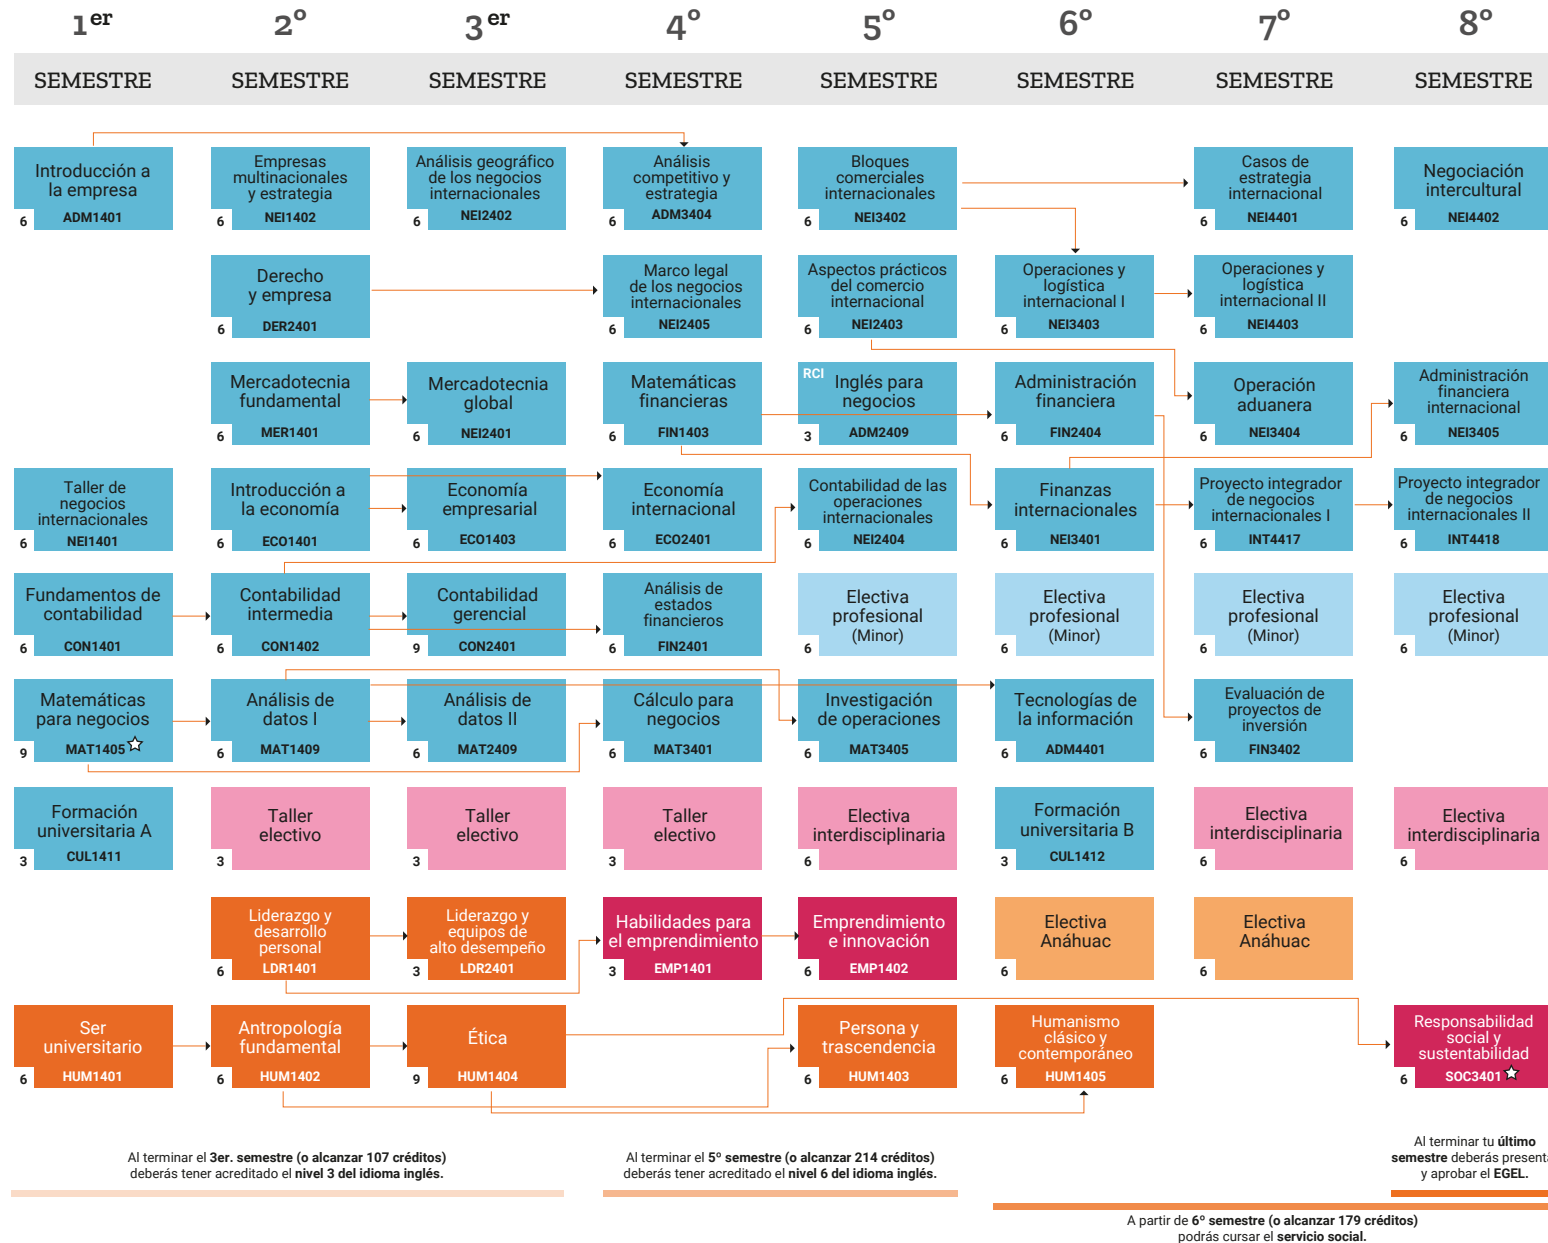 1er 2º 3er 4º 5º 6º 7º 8º
SEMESTRE SEMESTRE SEMESTRE SEMESTRE SEMESTRE SEMESTRE SEMESTRE SEMESTRE
Introducción a
la empresa
6 ADM1401
Empresas
multinacionales
y estrategia
6 NEI1402
Análisis geográfico
de los negocios
internacionales
6 NEI2402
Análisis
competitivo y
estrategia
6 ADM3404
Bloques
comerciales
internacionales
6 NEI3402
Casos de
estrategia
internacional
6 NEI4401
Negociación
intercultural
6 NEI4402
Derecho
y empresa
6 DER2401
Marco legal
de los negocios
internacionales
6 NEI2405
Aspectos prácticos
del comercio
internacional
6 NEI2403
Operaciones y
logística
internacional I
6 NEI3403
Operaciones y
logística
internacional II
6 NEI4403
Mercadotecnia
fundamental
6 MER1401
Mercadotecnia
global
6 NEI2401
Matemáticas
financieras
6 FIN1403
RCI
Inglés para
negocios
3 ADM2409
Administración
financiera
6 FIN2404
Operación
aduanera
6 NEI3404
Administración
financiera
internacional
6 NEI3405
Taller de
negocios
internacionales
6 NEI1401
Introducción a
la economía
6 ECO1401
Economía
empresarial
6 ECO1403
Economía
internacional
6 ECO2401
Contabilidad de las
operaciones
internacionales
6 NEI2404
Finanzas
internacionales
6 NEI3401
Proyecto integrador
de negocios
internacionales I
6 INT4417
Proyecto integrador
de negocios
internacionales II
6 INT4418
Fundamentos de
contabilidad
6 CON1401
Contabilidad
intermedia
6 CON1402
Contabilidad
gerencial
9 CON2401
Análisis de
estados
financieros
6 FIN2401
Electiva
profesional
(Minor)
6
Electiva
profesional
(Minor)
6
Electiva
profesional
(Minor)
6
Electiva
profesional
(Minor)
6
Matemáticas
para negocios
9 MAT1405
Análisis de
datos I
6 MAT1409
Análisis de
datos II
6 MAT2409
Cálculo para
negocios
6 MAT3401
Investigación
de operaciones
6 MAT3405
Tecnologías de
la información
6 ADM4401
Evaluación de
proyectos de
inversión
6 FIN3402
Formación
universitaria A
3 CUL1411
Taller
electivo
3
Taller
electivo
3
Taller
electivo
3
Electiva
interdisciplinaria
6
Formación
universitaria B
3 CUL1412
Electiva
interdisciplinaria
6
Electiva
interdisciplinaria
6
Liderazgo y
desarrollo
personal
6 LDR1401
Liderazgo y
equipos de
alto desempeño
3 LDR2401
Habilidades para
el emprendimiento
3 EMP1401
Emprendimiento
e innovación
6 EMP1402
Electiva
Anáhuac
6
Electiva
Anáhuac
6
Ser
universitario
6 HUM1401
Antropología
fundamental
6 HUM1402
Ética
9 HUM1404
Persona y
trascendencia
6 HUM1403
Humanismo
clásico y
contemporáneo
6 HUM1405
Responsabilidad
social y
sustentabilidad
6 SOC3401
Al terminar el 3er. semestre (o alcanzar 107 créditos)
deberás tener acreditado el nivel 3 del idioma inglés.
Al terminar el 5º semestre (o alcanzar 214 créditos)
deberás tener acreditado el nivel 6 del idioma inglés.
Al terminar tu último
semestre deberás presenta
y aprobar el EGEL.
A partir de 6º semestre (o alcanzar 179 créditos)
podrás cursar el servicio social.